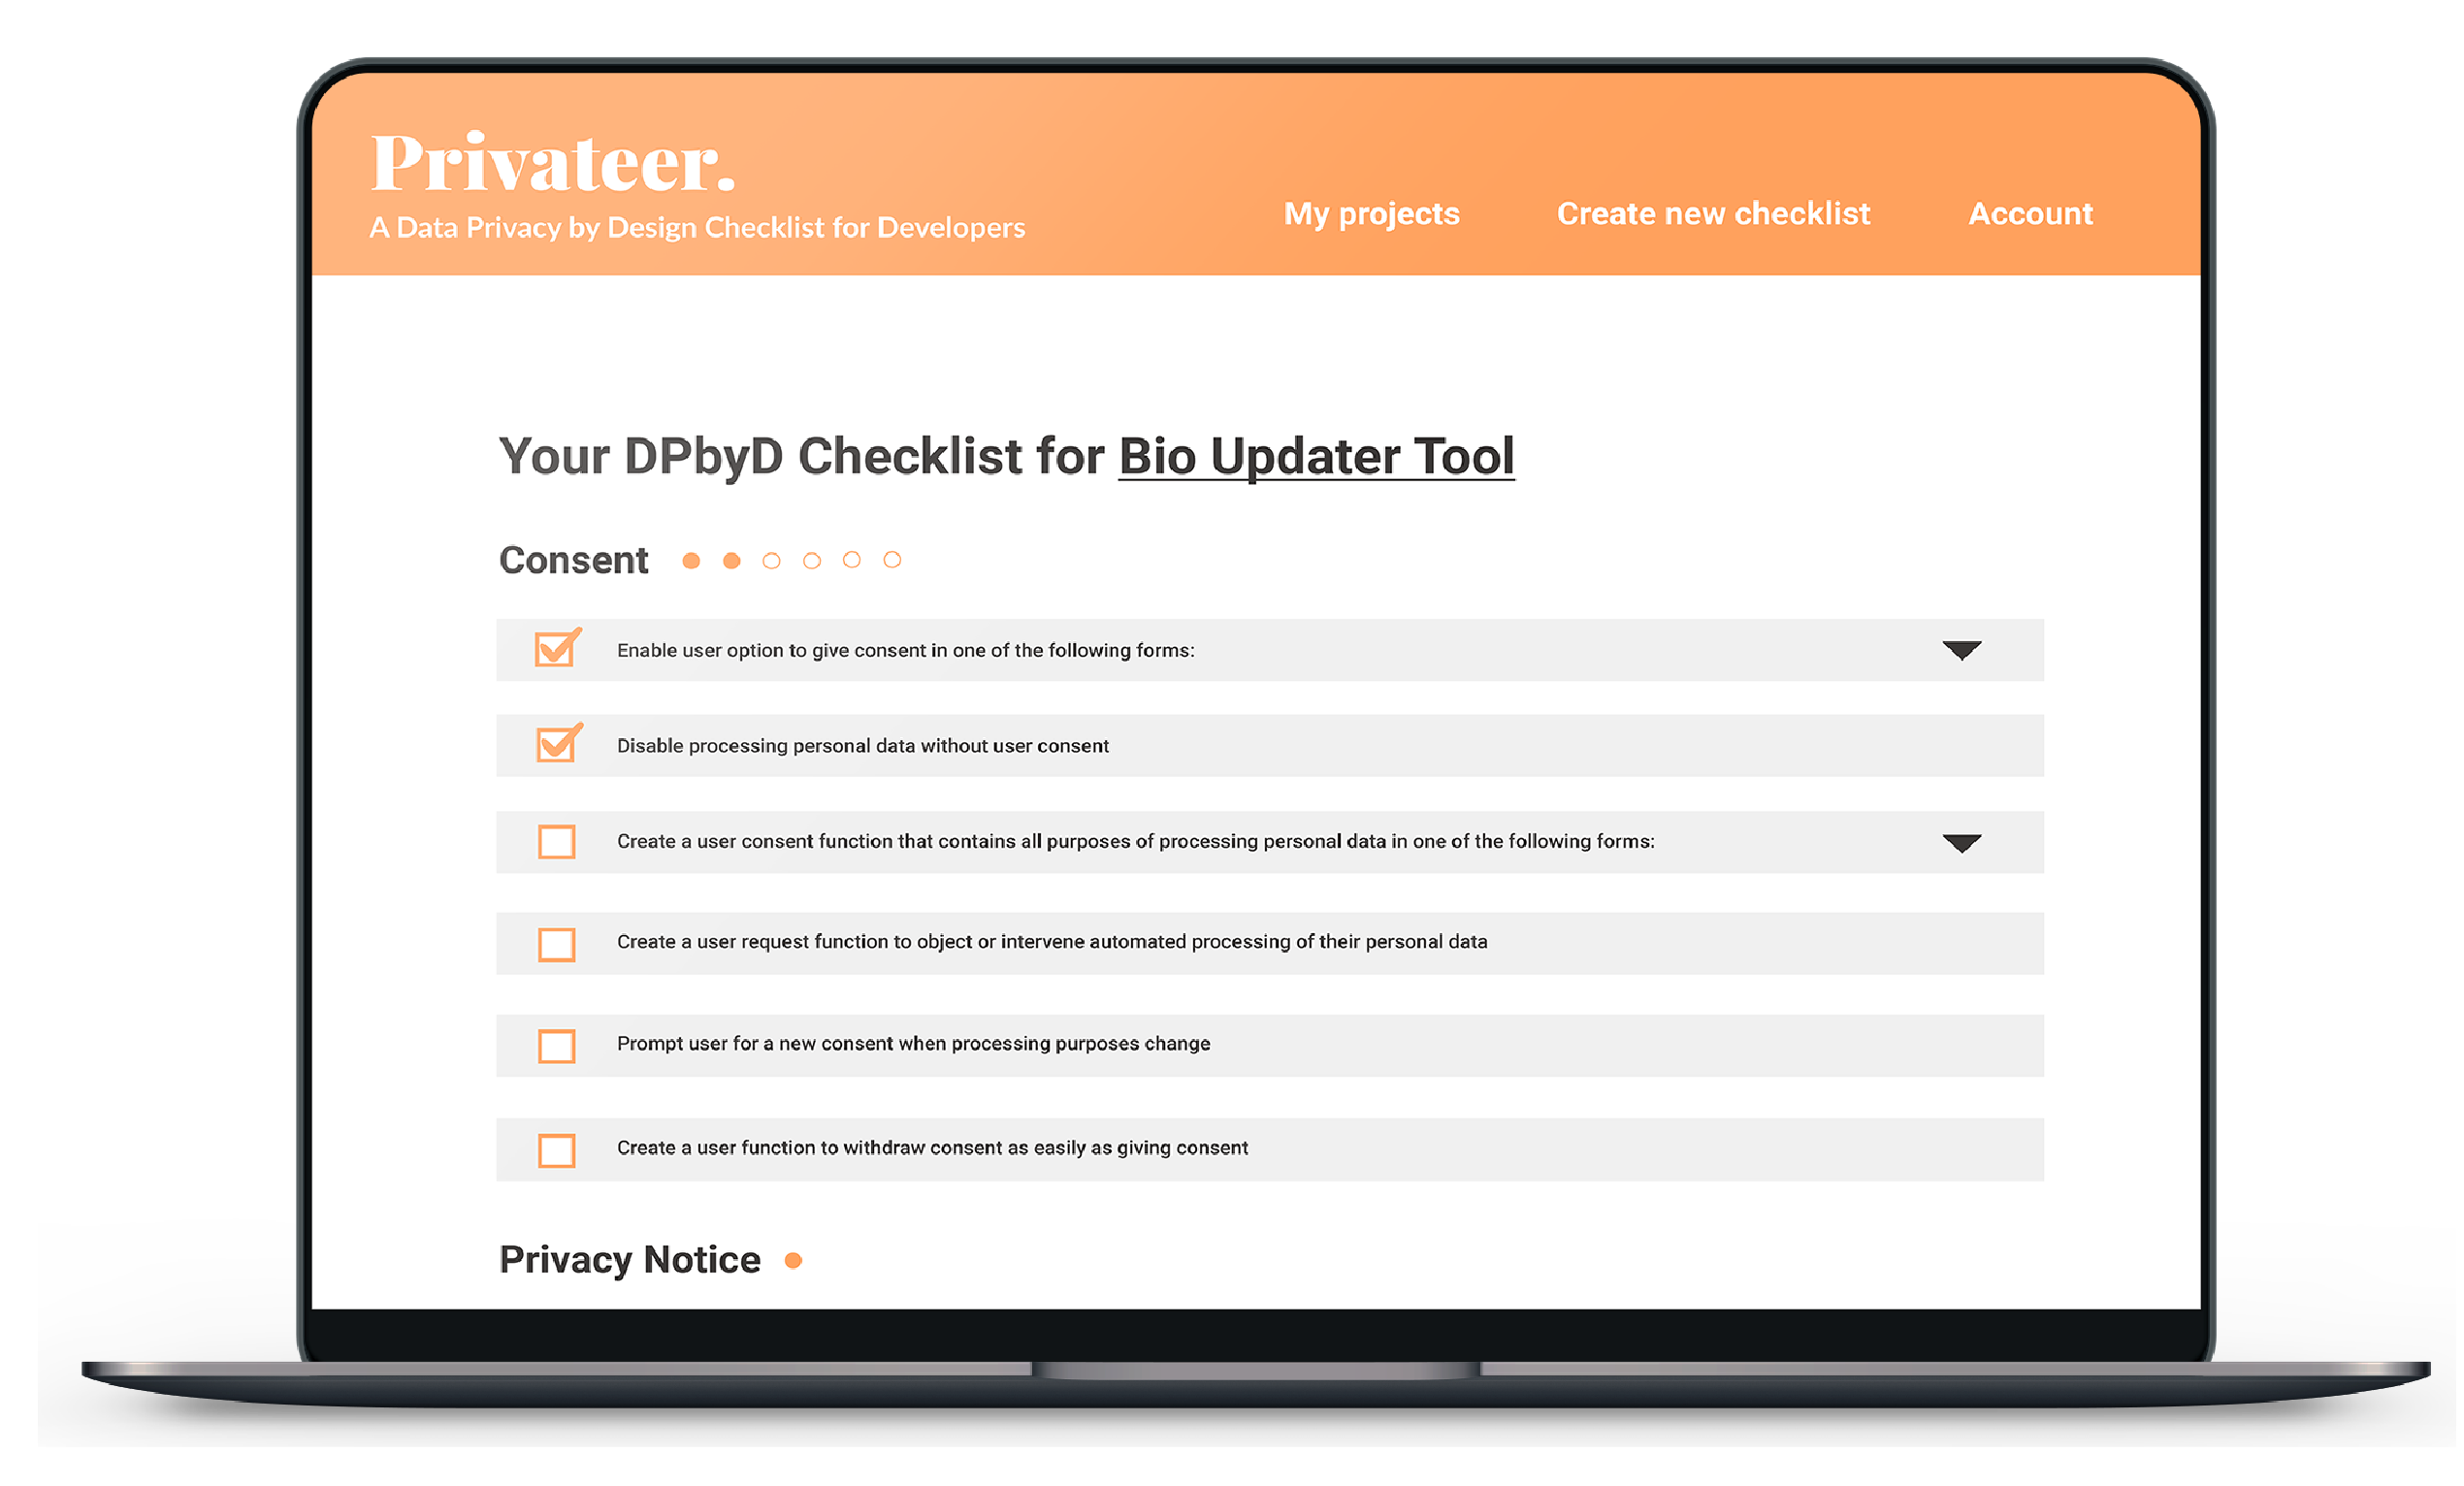 Privateer.
A Data Privacy by Design Checklist for Developers
My projects
Create new checklist
Account
Your DPbyD Checklist for Bio Updater Tool
Consent
Enable user option to give consent in one of the following forms:
Disable processing personal data without user consent
Create a user consent function that contains all purposes of processing personal data in one of the following forms:
Create a user request function to object or intervene automated processing of their personal data
Prompt user for a new consent when processing purposes change
Create a user function to withdraw consent as easily as giving consent
Privacy Notice